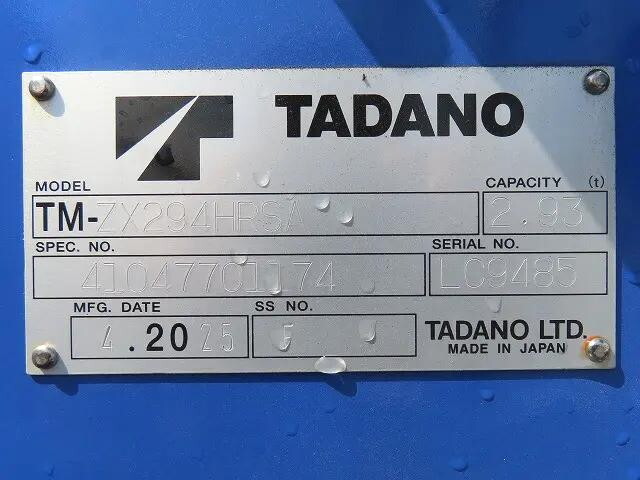 TADANO
MODEL
CAPACITY (t)
TM-ZX294HRSA
2.93
SPEC. NO.
SERIAL NO.
41047701174
LC9485
MFG. DATE
SS NO.
4.2025
TADANO LTD.
MADE IN JAPAN